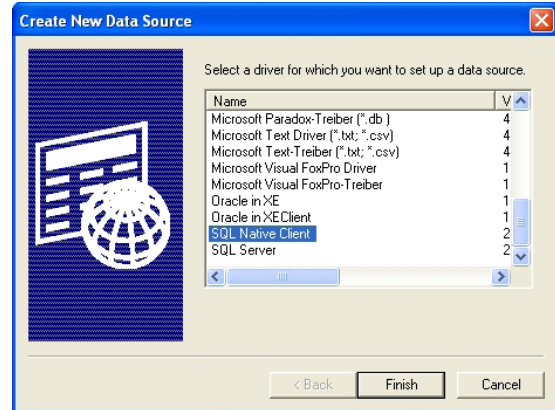 Create New Data Source
Select a driver for which you want to set up a data source.
Name V
Microsoft Paradox-Treiber (*.db ) 4
Microsoft Text Driver (*.txt; *.csv) 4
Microsoft Text-Treiber (*.txt; *.csv) 4
Microsoft Visual FoxPro Driver 1
Microsoft Visual FoxPro-Treiber 1
Oracle in XE 1
Oracle in XEClient 1
SQL Native Client 2
SQL Server 2
< Back Finish Cancel